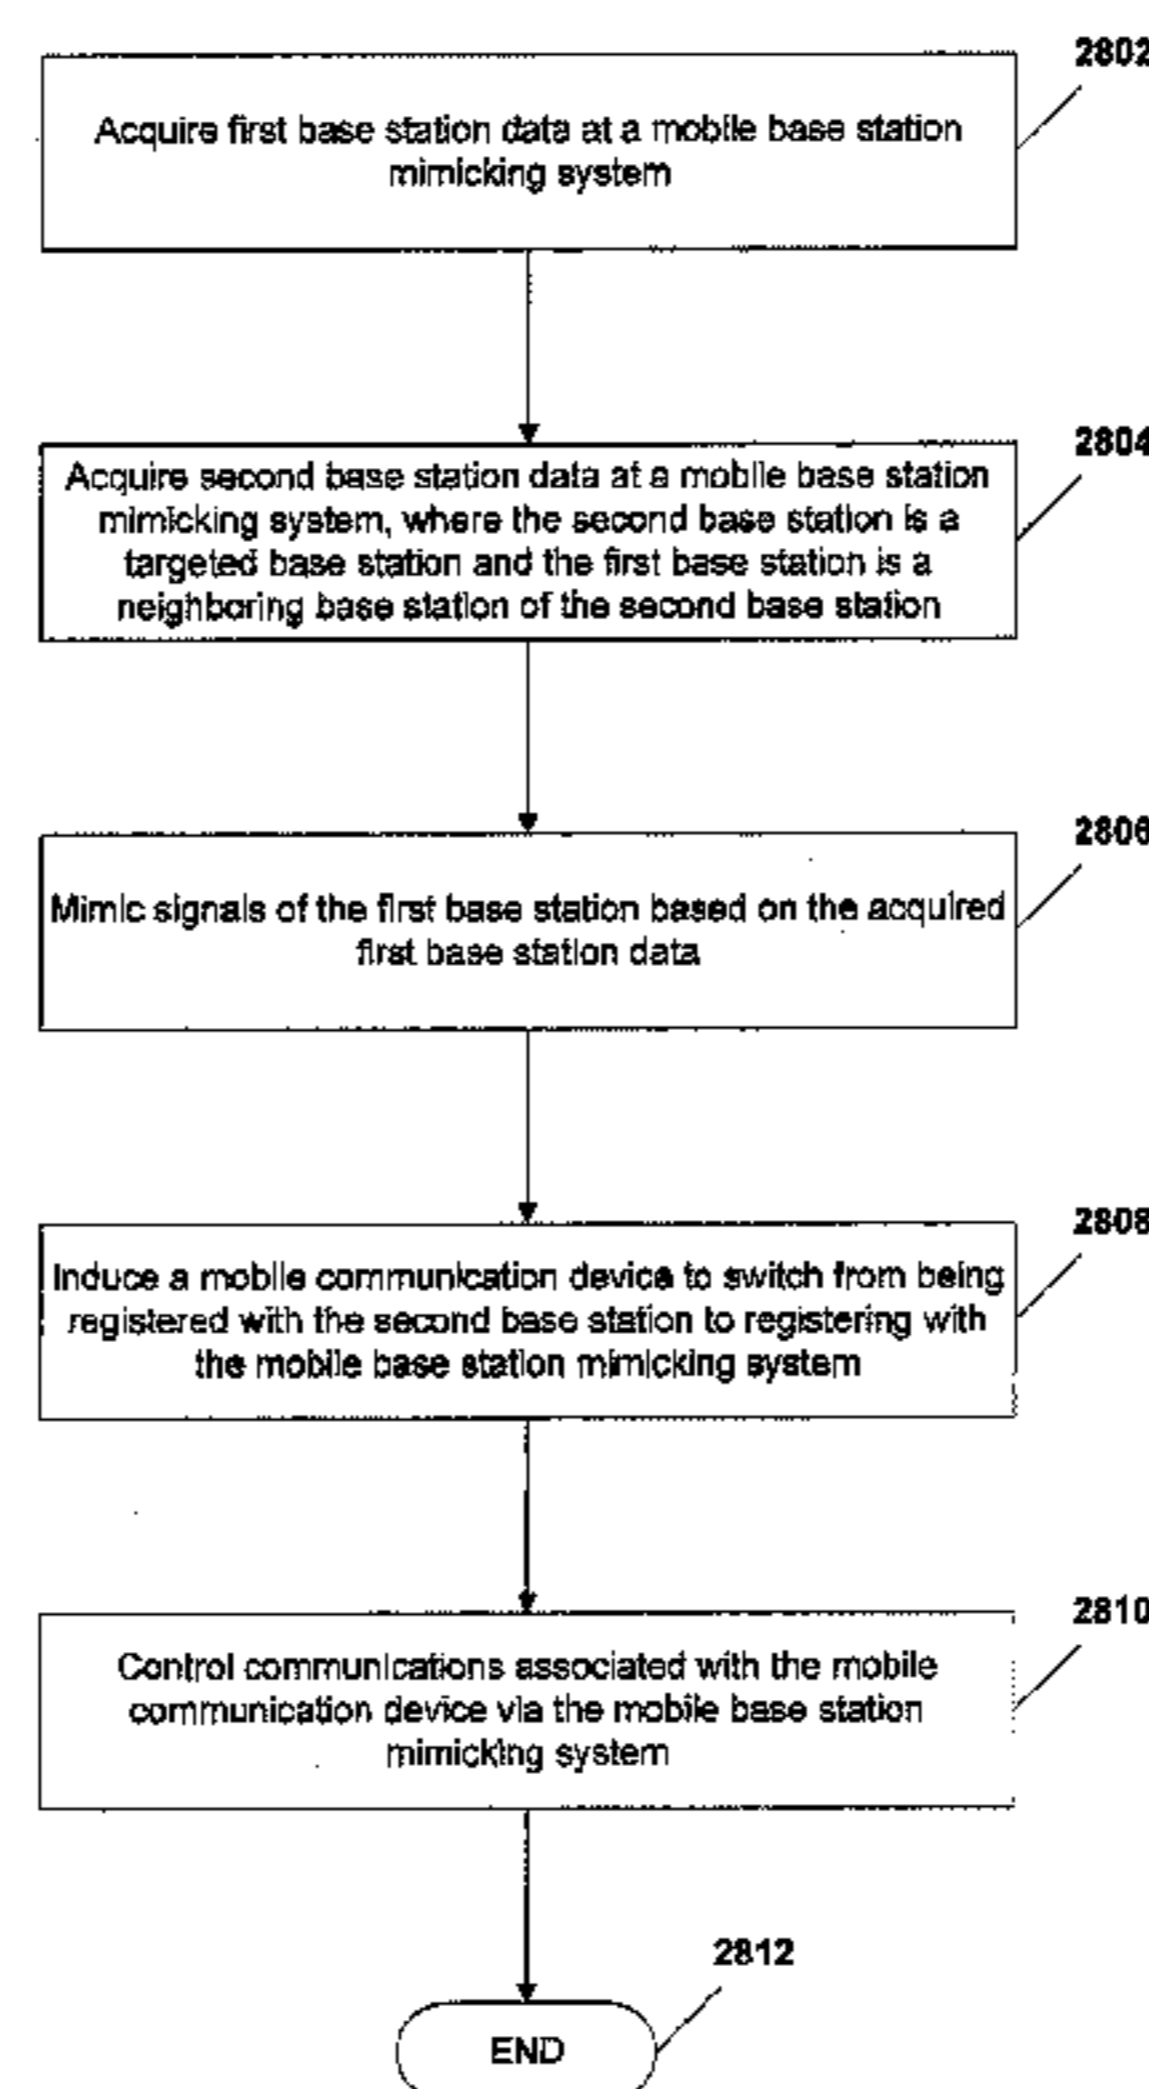 2802
Acquire first base station data at a mobile base station
mimicking system
2804
Acquire second base station data at a mobile base station
mimicking system, where the second base station is a
targeted base station and the first base station is a
neighboring base station of the second base station
2806
Mimic signals of the first base station based on the acquired
first base station data
2808
Induce a mobile communication device to switch from being
registered with the second base station to registering with
the mobile base station mimicking system
2810
Control communications associated with the mobile
communication device via the mobile base station
mimicking system
2812
END